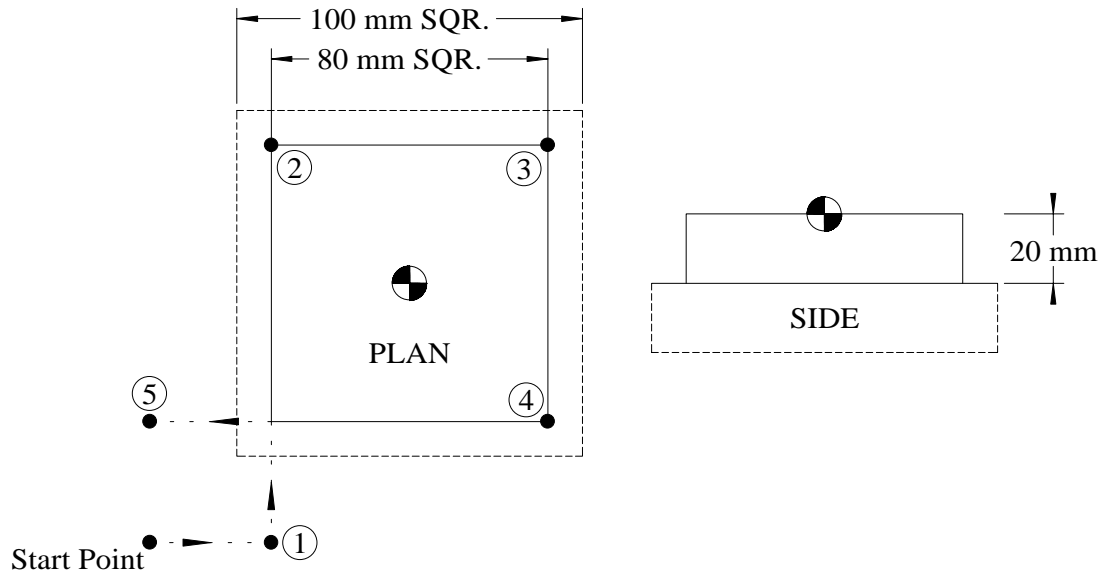 100 mm SQR.
80 mm SQR.
2
3
20 mm
SIDE
PLAN
5
4
Start Point
1